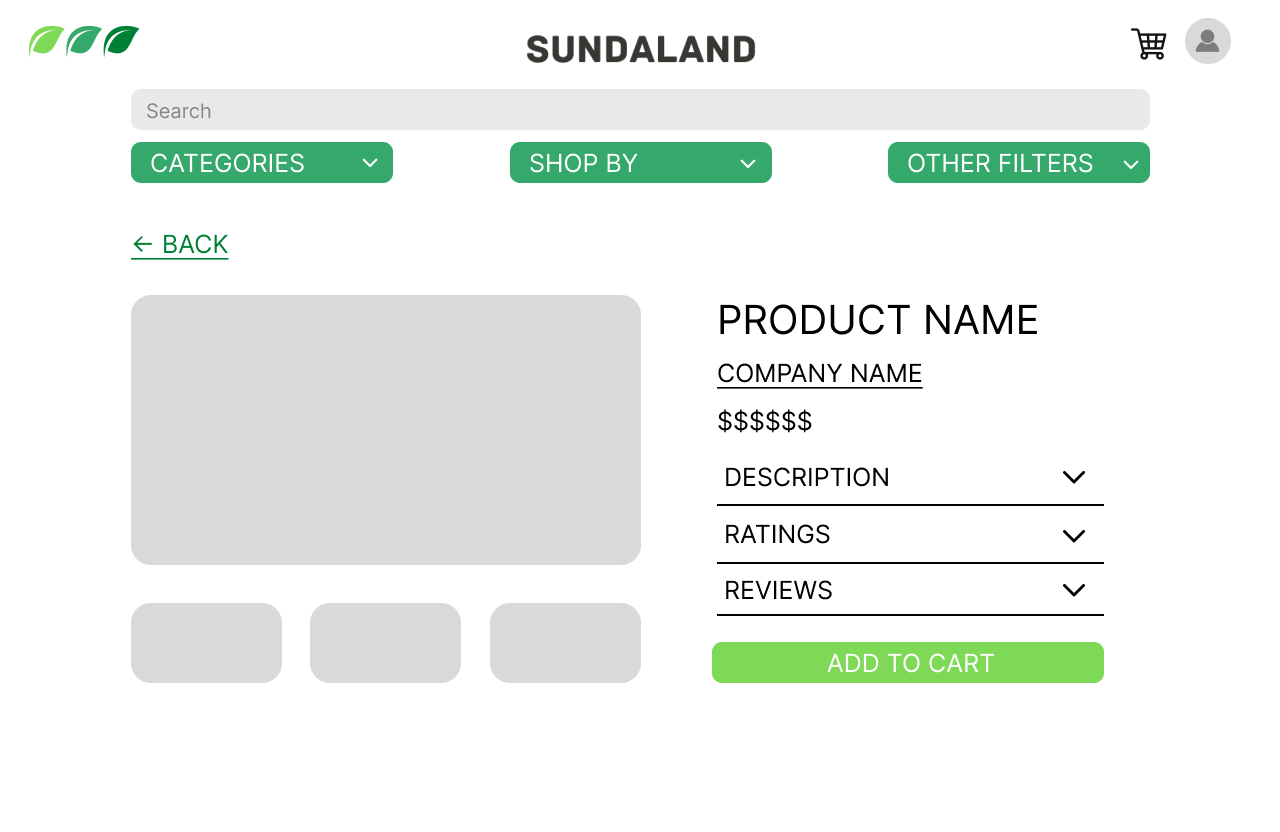 SUNDALAND
Search
CATEGORIES
SHOP BY
OTHER FILTERS
← BACK
PRODUCT NAME
COMPANY NAME
$$$$$$
DESCRIPTION
RATINGS
REVIEWS
ADD TO CART